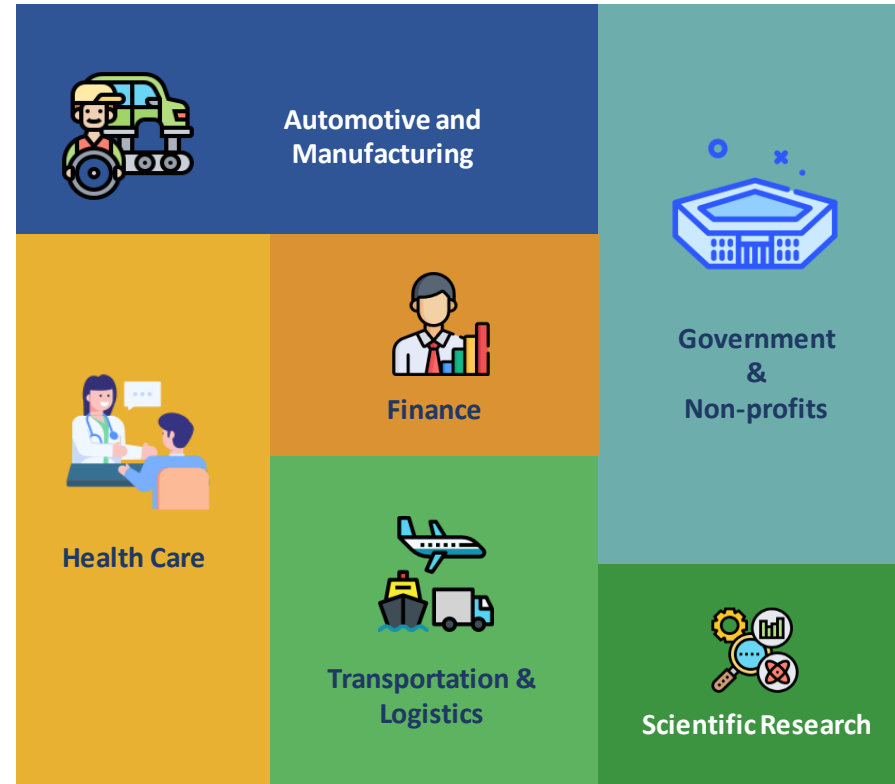 Automotive and
Manufacturing
Government
&
Non-profits
Finance
Health Care
Transportation &
Logistics
Scientific Research